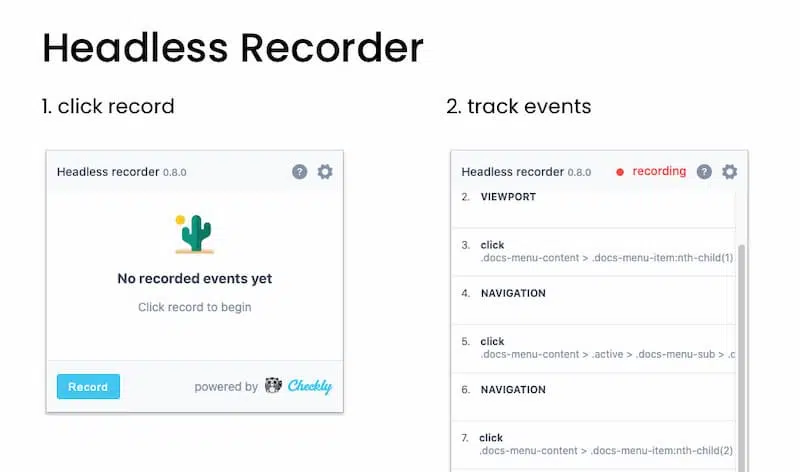 Headless Recorder
1. click record
Headless recorder 0.8.0
?
No recorded events yet
Click record to begin
Record
powered by Checkly
2. track events
Headless recorder 0.8.0 recording ?
2. VIEWPORT
3. click
.docs-menu-content > .docs-menu-item:nth-child(1)
4. NAVIGATION
5. click
.docs-menu-content > .active > .docs-menu-sub >
6. NAVIGATION
7. click
.docs-menu-content > .docs-menu-item:nth-child(2)